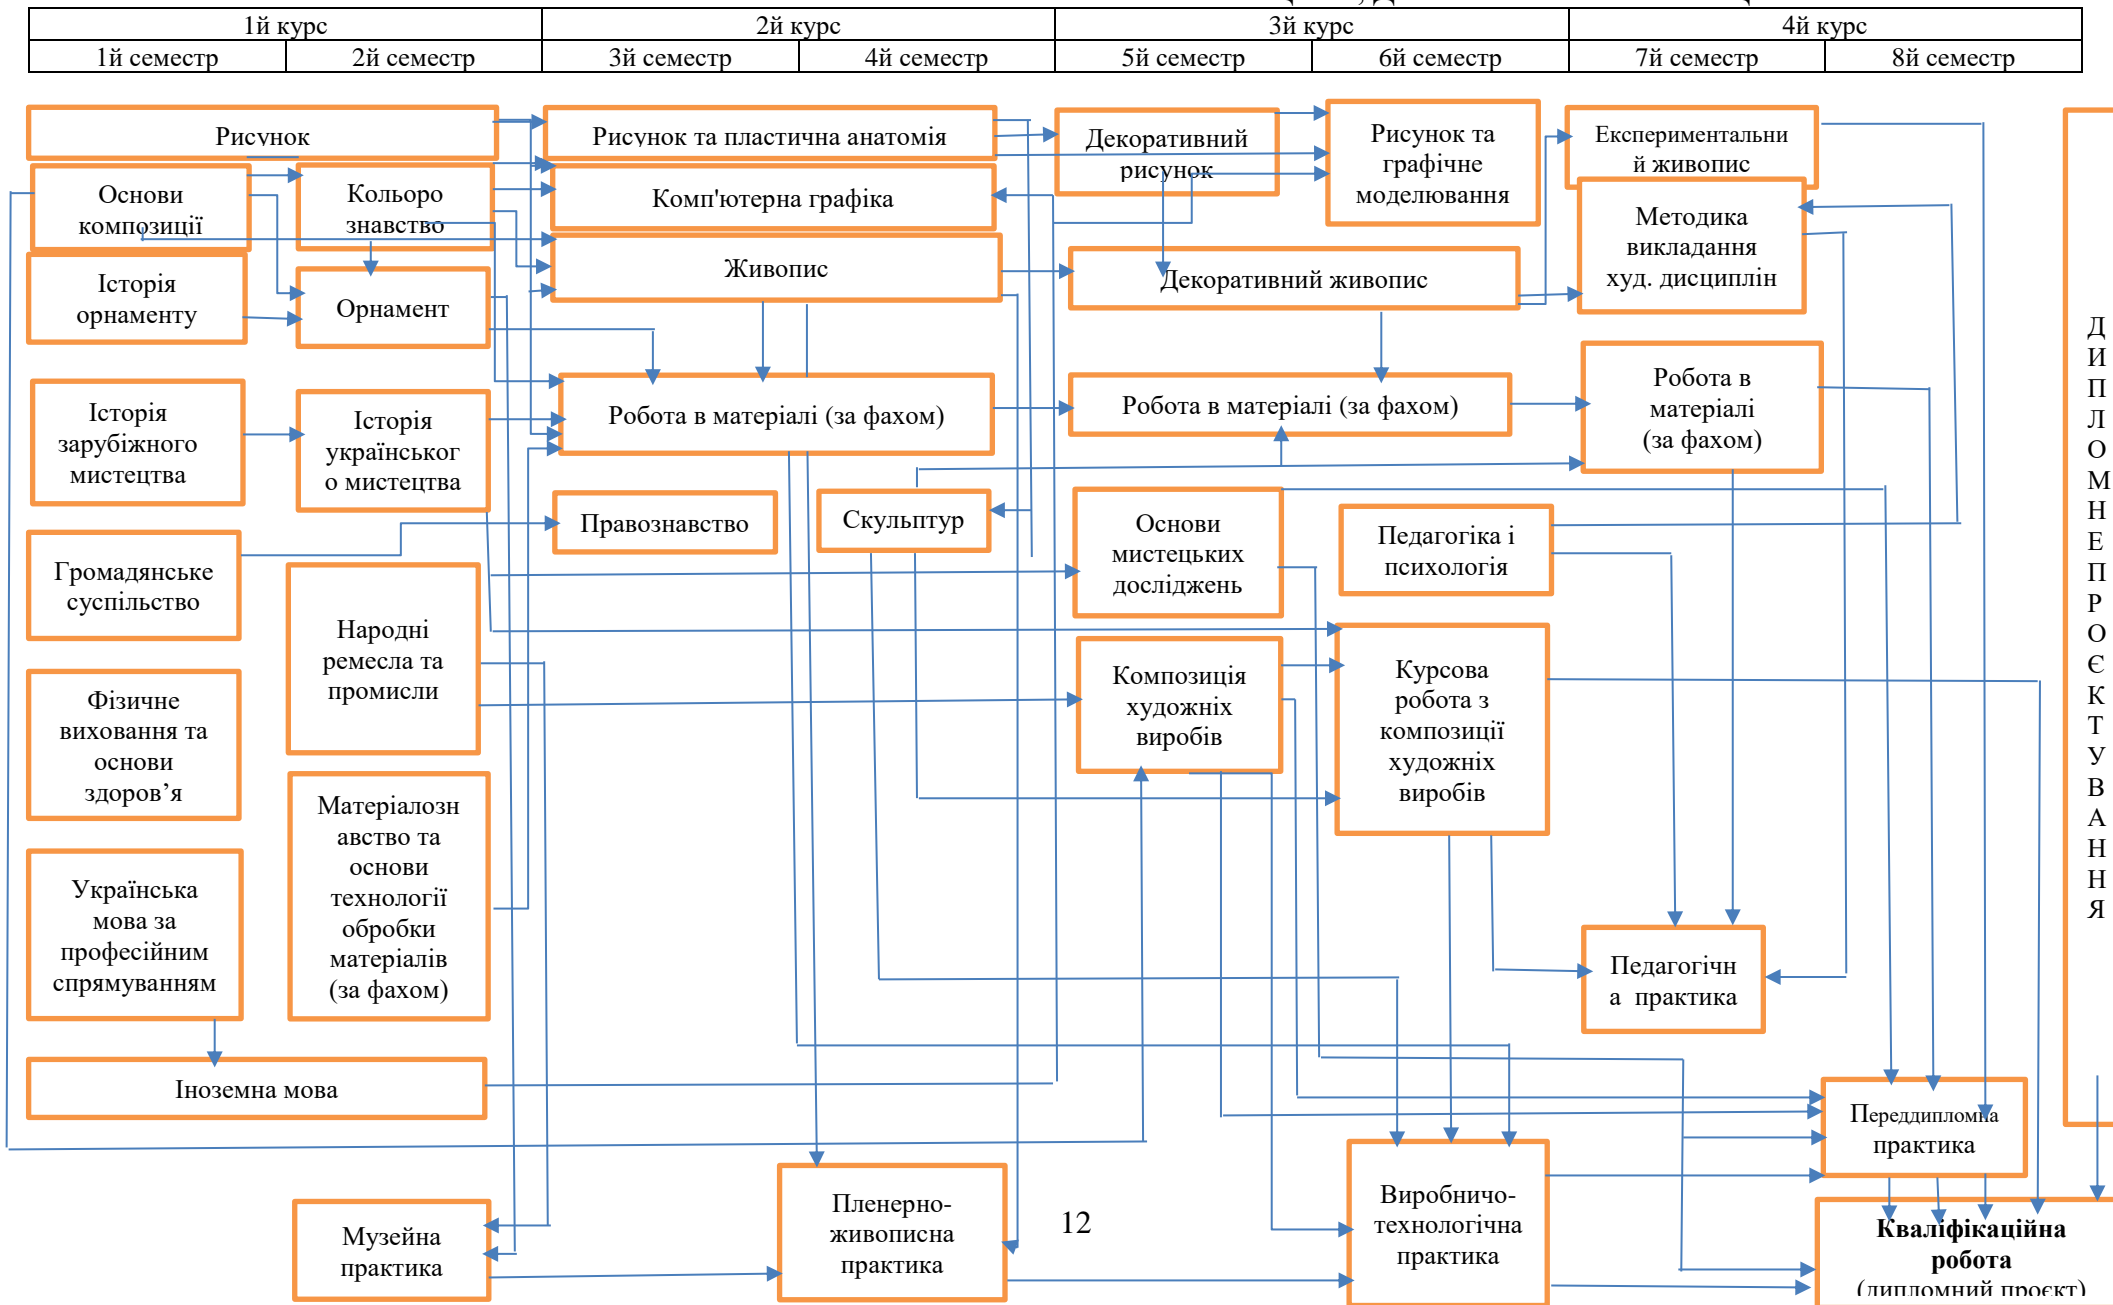 1й курс
2й курс
3й курс
4й курс
1й семестр
2й семестр
3й семестр
4й семестр
5й семестр
6й семестр
7й семестр
8й семестр
Рисунок
Рисунок та пластична анатомія
Декоративний
рисунок
Рисунок та
графічне
моделювання
Експериментальни
й живопис
Основи
композиції
Кольоро
знавство
Комп'ютерна графіка
Методика
викладання
худ. дисциплін
Історія
орнаменту
Орнамент
Живопис
Декоративний живопис
Історія
зарубіжного
мистецтва
Історія
українськог
о мистецтва
Робота в матеріалі (за фахом)
Робота в матеріалі (за фахом)
Робота в
матеріалі
(за фахом)
Правознавство
Скульптур
Основи
мистецьких
досліджень
Педагогіка і
психологія
Громадянське
суспільство
Народні
ремесла та
промисли
Композиція
художніх
виробів
Курсова
робота з
композиції
художніх
виробів
Фізичне
виховання та
основи
здоров’я
Матеріалозн
авство та
основи
технології
обробки
матеріалів
(за фахом)
Українська
мова за
професійним
спрямуванням
Педагогічн
а практика
Іноземна мова
Переддипломна
практика
Музейна
практика
Пленерно-
живописна
практика
12
Виробничо-
технологічна
практика
Кваліфікаційна
робота
(дипломний проєкт)
Д
И
П
Л
О
М
Н
Е
П
Р
О
Є
К
Т
У
В
А
Н
Н
Я